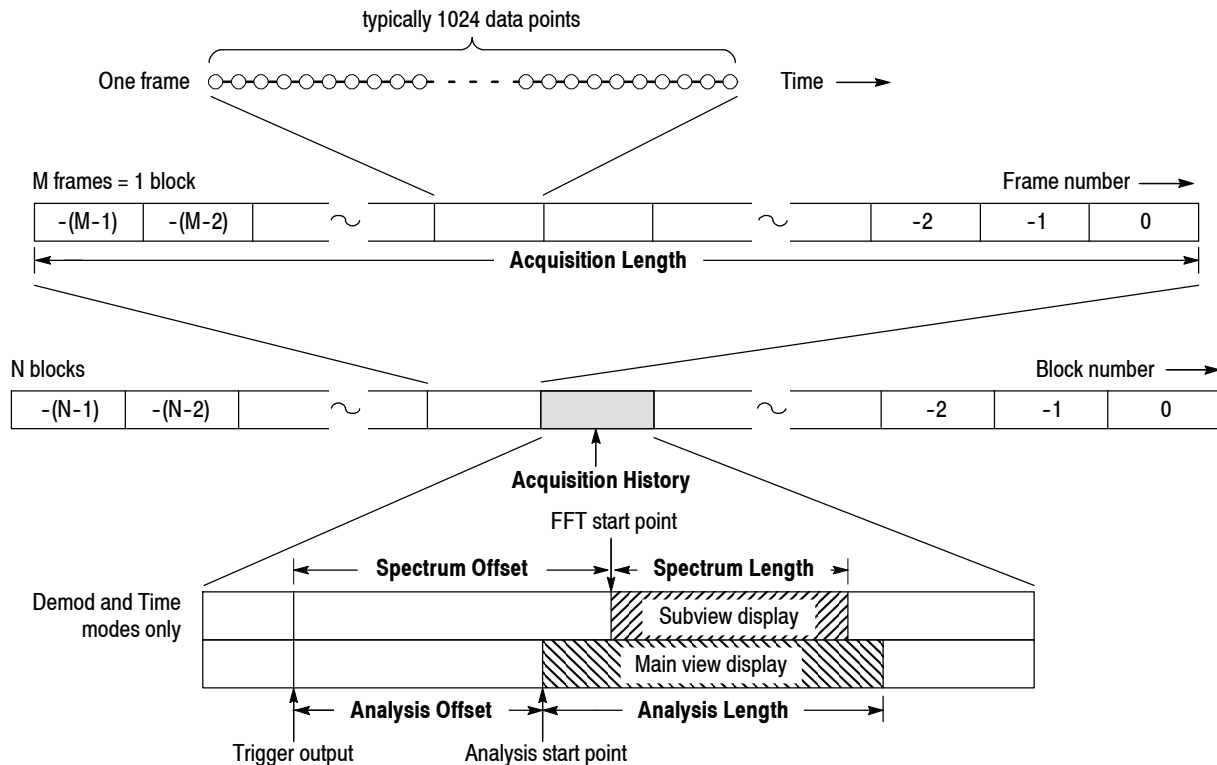 typically 1024 data points
One frame
Time
M frames = 1 block
Frame number
-(M-1) -(M-2) -2 -1 0
Acquisition Length
N blocks
Block number
-(N-1) -(N-2) -2 -1 0
Acquisition History
FFT start point
Spectrum Offset Spectrum Length
Demod and Time
modes only
Subview display
Main view display
Analysis Offset Analysis Length
Trigger output Analysis start point